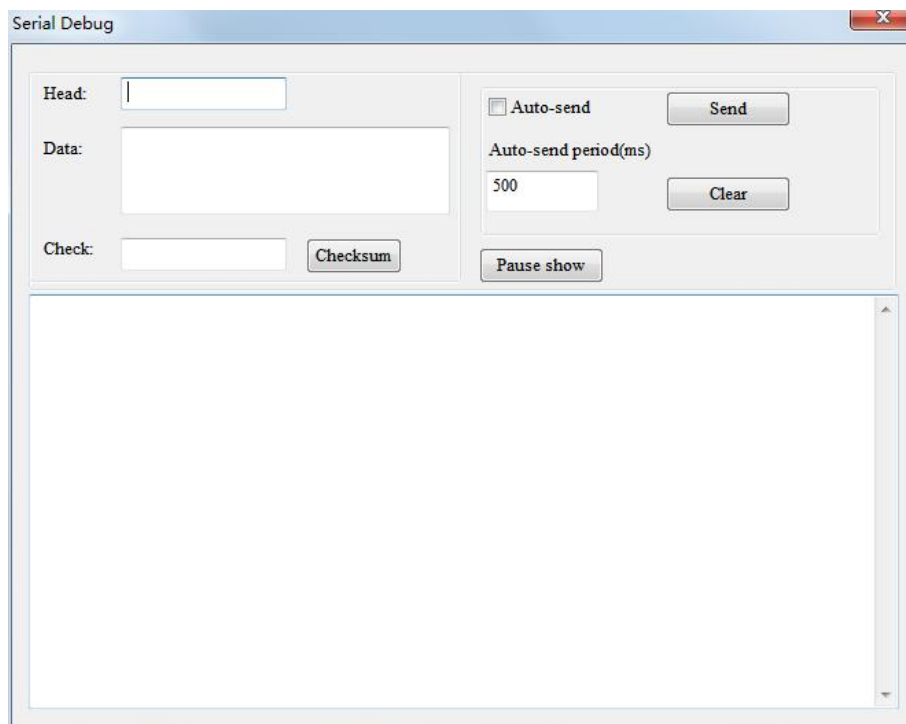 Serial Debug
Head:
Auto-send
Send
Data:
Auto-send period(ms)
500
Clear
Check:
Checksum
Pause show